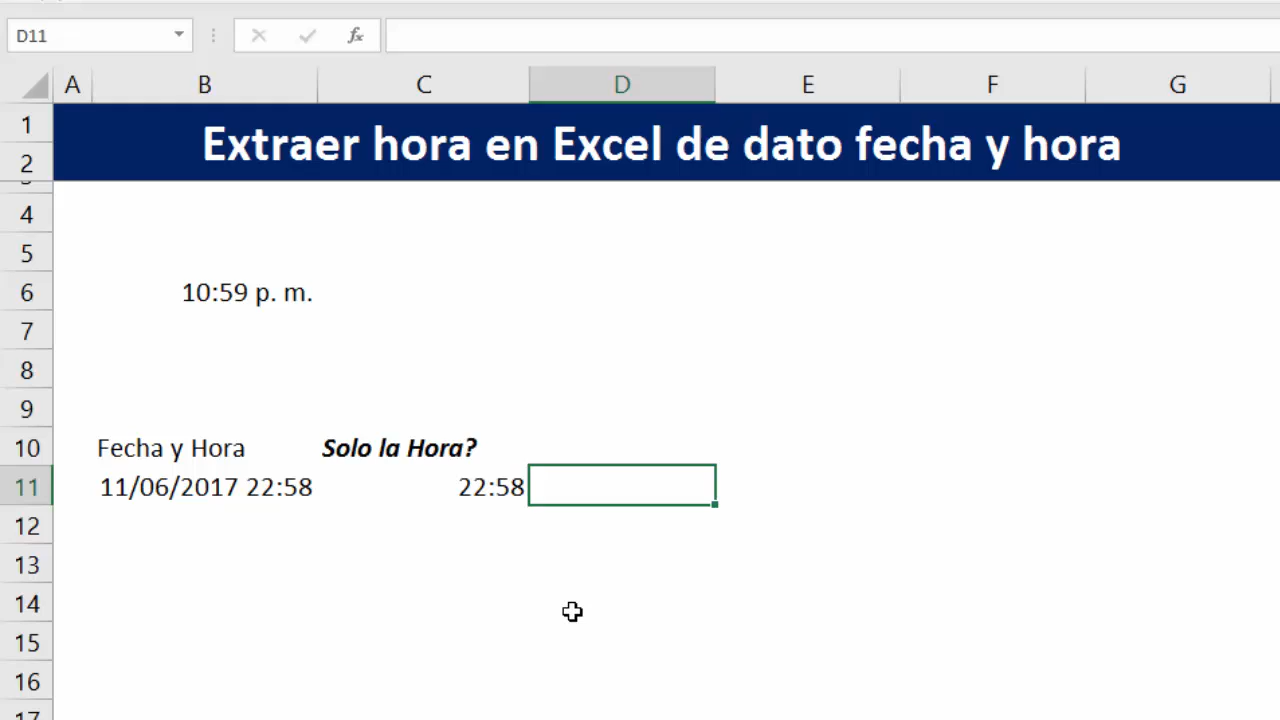 D11
fx
A B C D E F G
1 Extraer hora en Excel de dato fecha y hora
2
4
5
6 10:59 p. m.
7
8
9
10 Fecha y Hora Solo la Hora?
11 11/06/2017 22:58 22:58
12
13
14
15
16
17